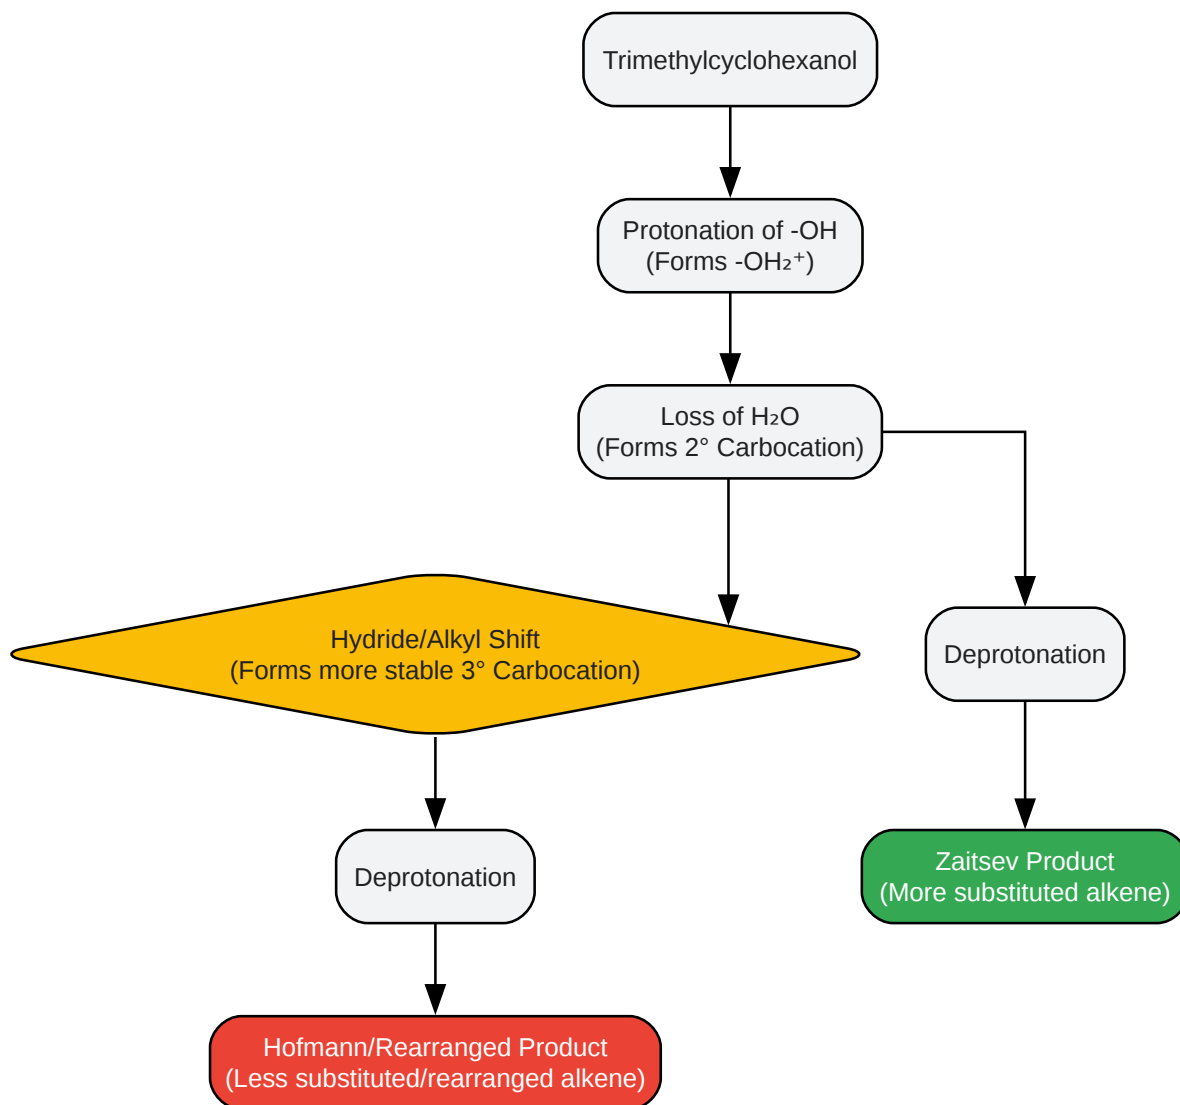 Trimethylcyclohexanol
Protonation of -OH
(Forms -OH₂⁺)
Loss of H₂O
(Forms 2° Carbocation)
Hydride/Alkyl Shift
(Forms more stable 3° Carbocation)
Deprotonation
Deprotonation
Zaitsev Product
(More substituted alkene)
Hofmann/Rearranged Product
(Less substituted/rearranged alkene)